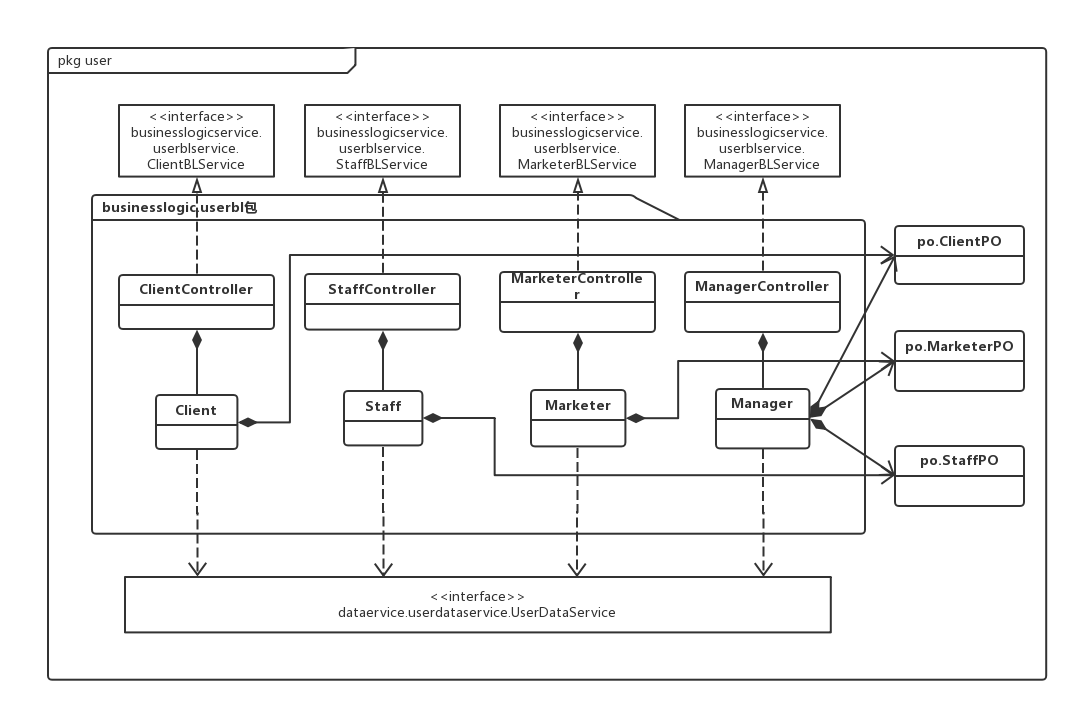 pkg user
<<interface>>
businesslogicservice.
userblservice.
ClientBLService
<<interface>>
businesslogicservice.
userblservice.
StaffBLService
<<interface>>
businesslogicservice.
userblservice.
MarketerBLService
<<interface>>
businesslogicservice.
userblservice.
ManagerBLService
businesslogic.userbl包
ClientController
StaffController
MarketerControlle
r
ManagerController
po.ClientPO
po.MarketerPO
Client
Staff
Marketer
Manager
po.StaffPO
<<interface>>
dataervice.userdataservice.UserDataService